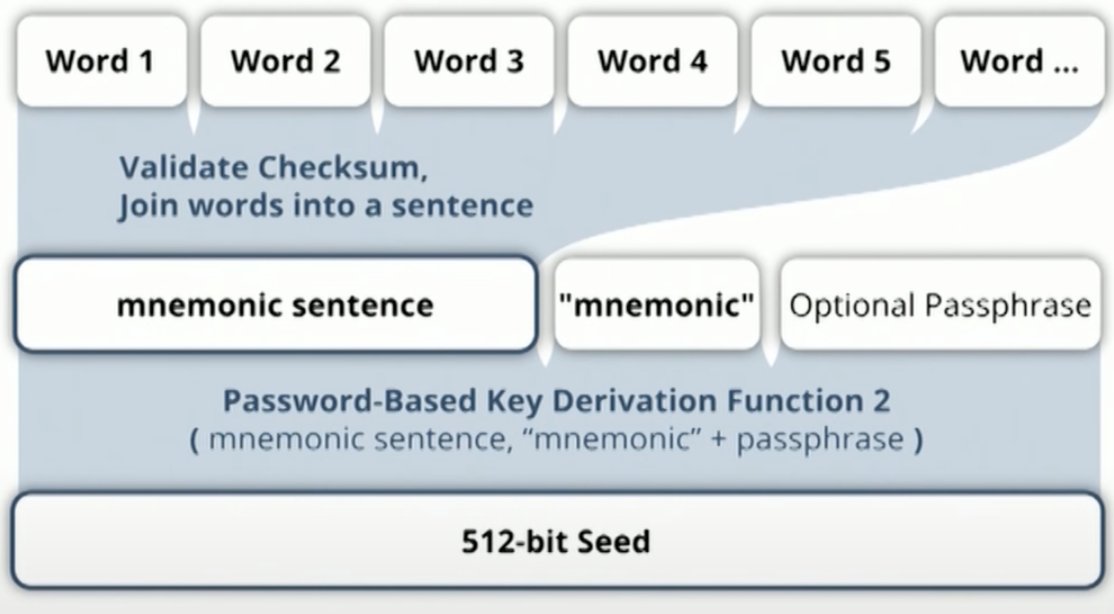 Word 1
Word 2
Word 3
Word 4
Word 5
Word ...
Validate Checksum,
Join words into a sentence
mnemonic sentence
"mnemonic"
Optional Passphrase
Password-Based Key Derivation Function 2
( mnemonic sentence, “mnemonic” + passphrase )
512-bit Seed